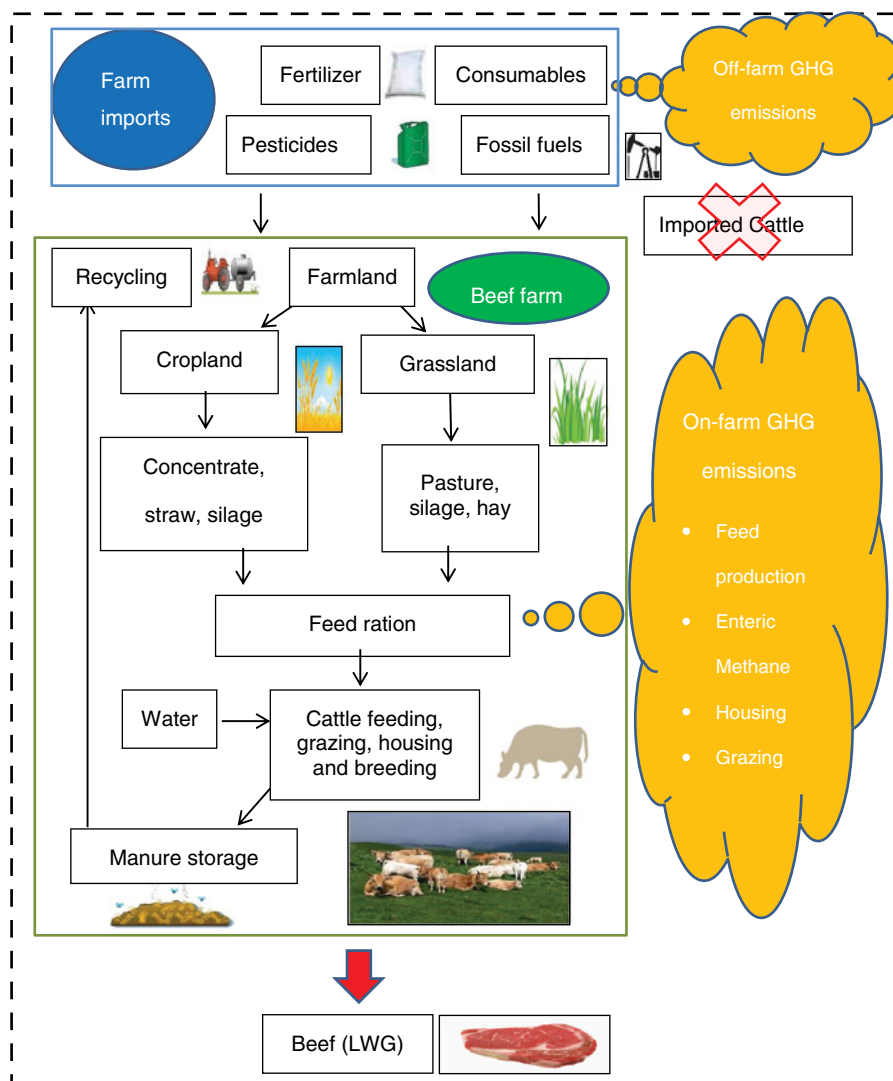 Farm
imports
Fertilizer
Consumables
Pesticides
Fossil fuels
Off-farm GHG
emissions
Imported Cattle
Recycling
Farmland
Beef farm
Cropland
Grassland
Concentrate,
straw, silage
Pasture,
silage, hay
On-farm GHG
emissions
• Feed
production
• Enteric
Methane
• Housing
• Grazing
Feed ration
Water
Cattle feeding,
grazing, housing
and breeding
Manure storage
Beef (LWG)